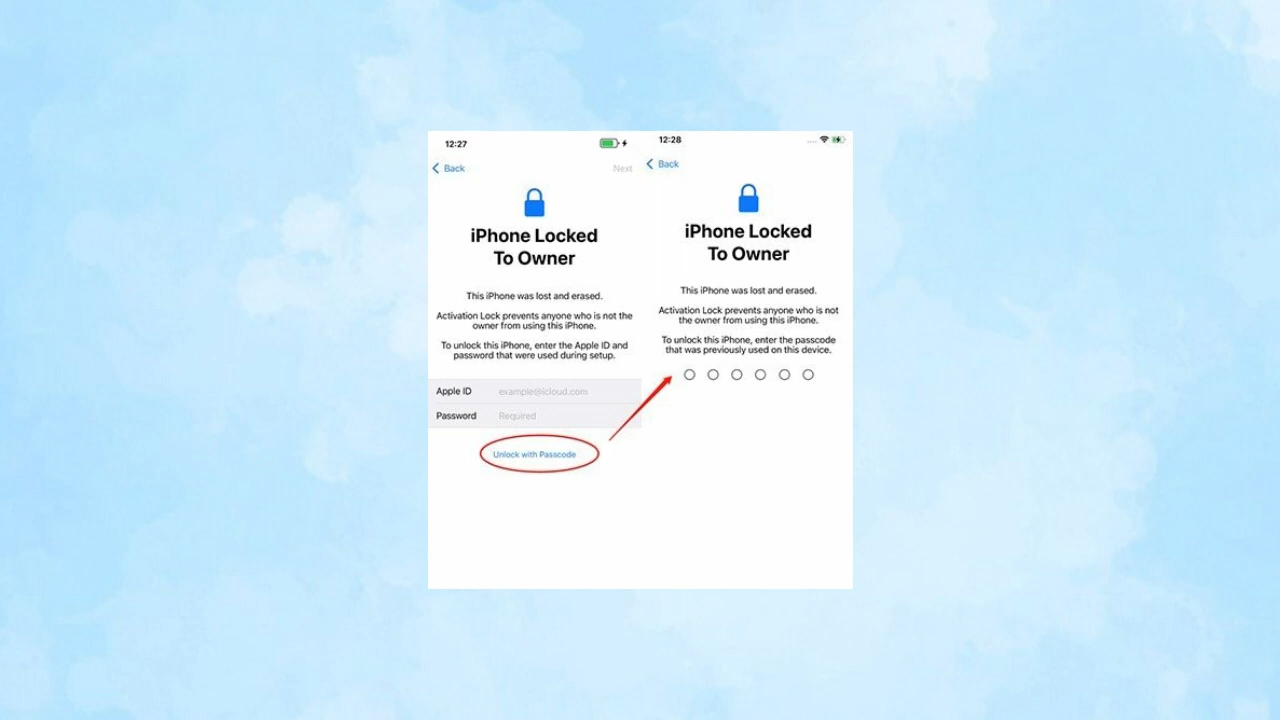 12:27
Back
Next
iPhone Locked
To Owner
This iPhone was lost and erased.
Activation Lock prevents anyone who is not the
owner from using this iPhone.
To unlock this iPhone, enter the Apple ID and
password that were used during setup.
Apple ID example@icloud.com
Password Required
Unlock with Passcode
12:28
Back
iPhone Locked
To Owner
This iPhone was lost and erased.
Activation Lock prevents anyone who is not
the owner from using this iPhone.
To unlock this iPhone, enter the passcode
that was previously used on this device.